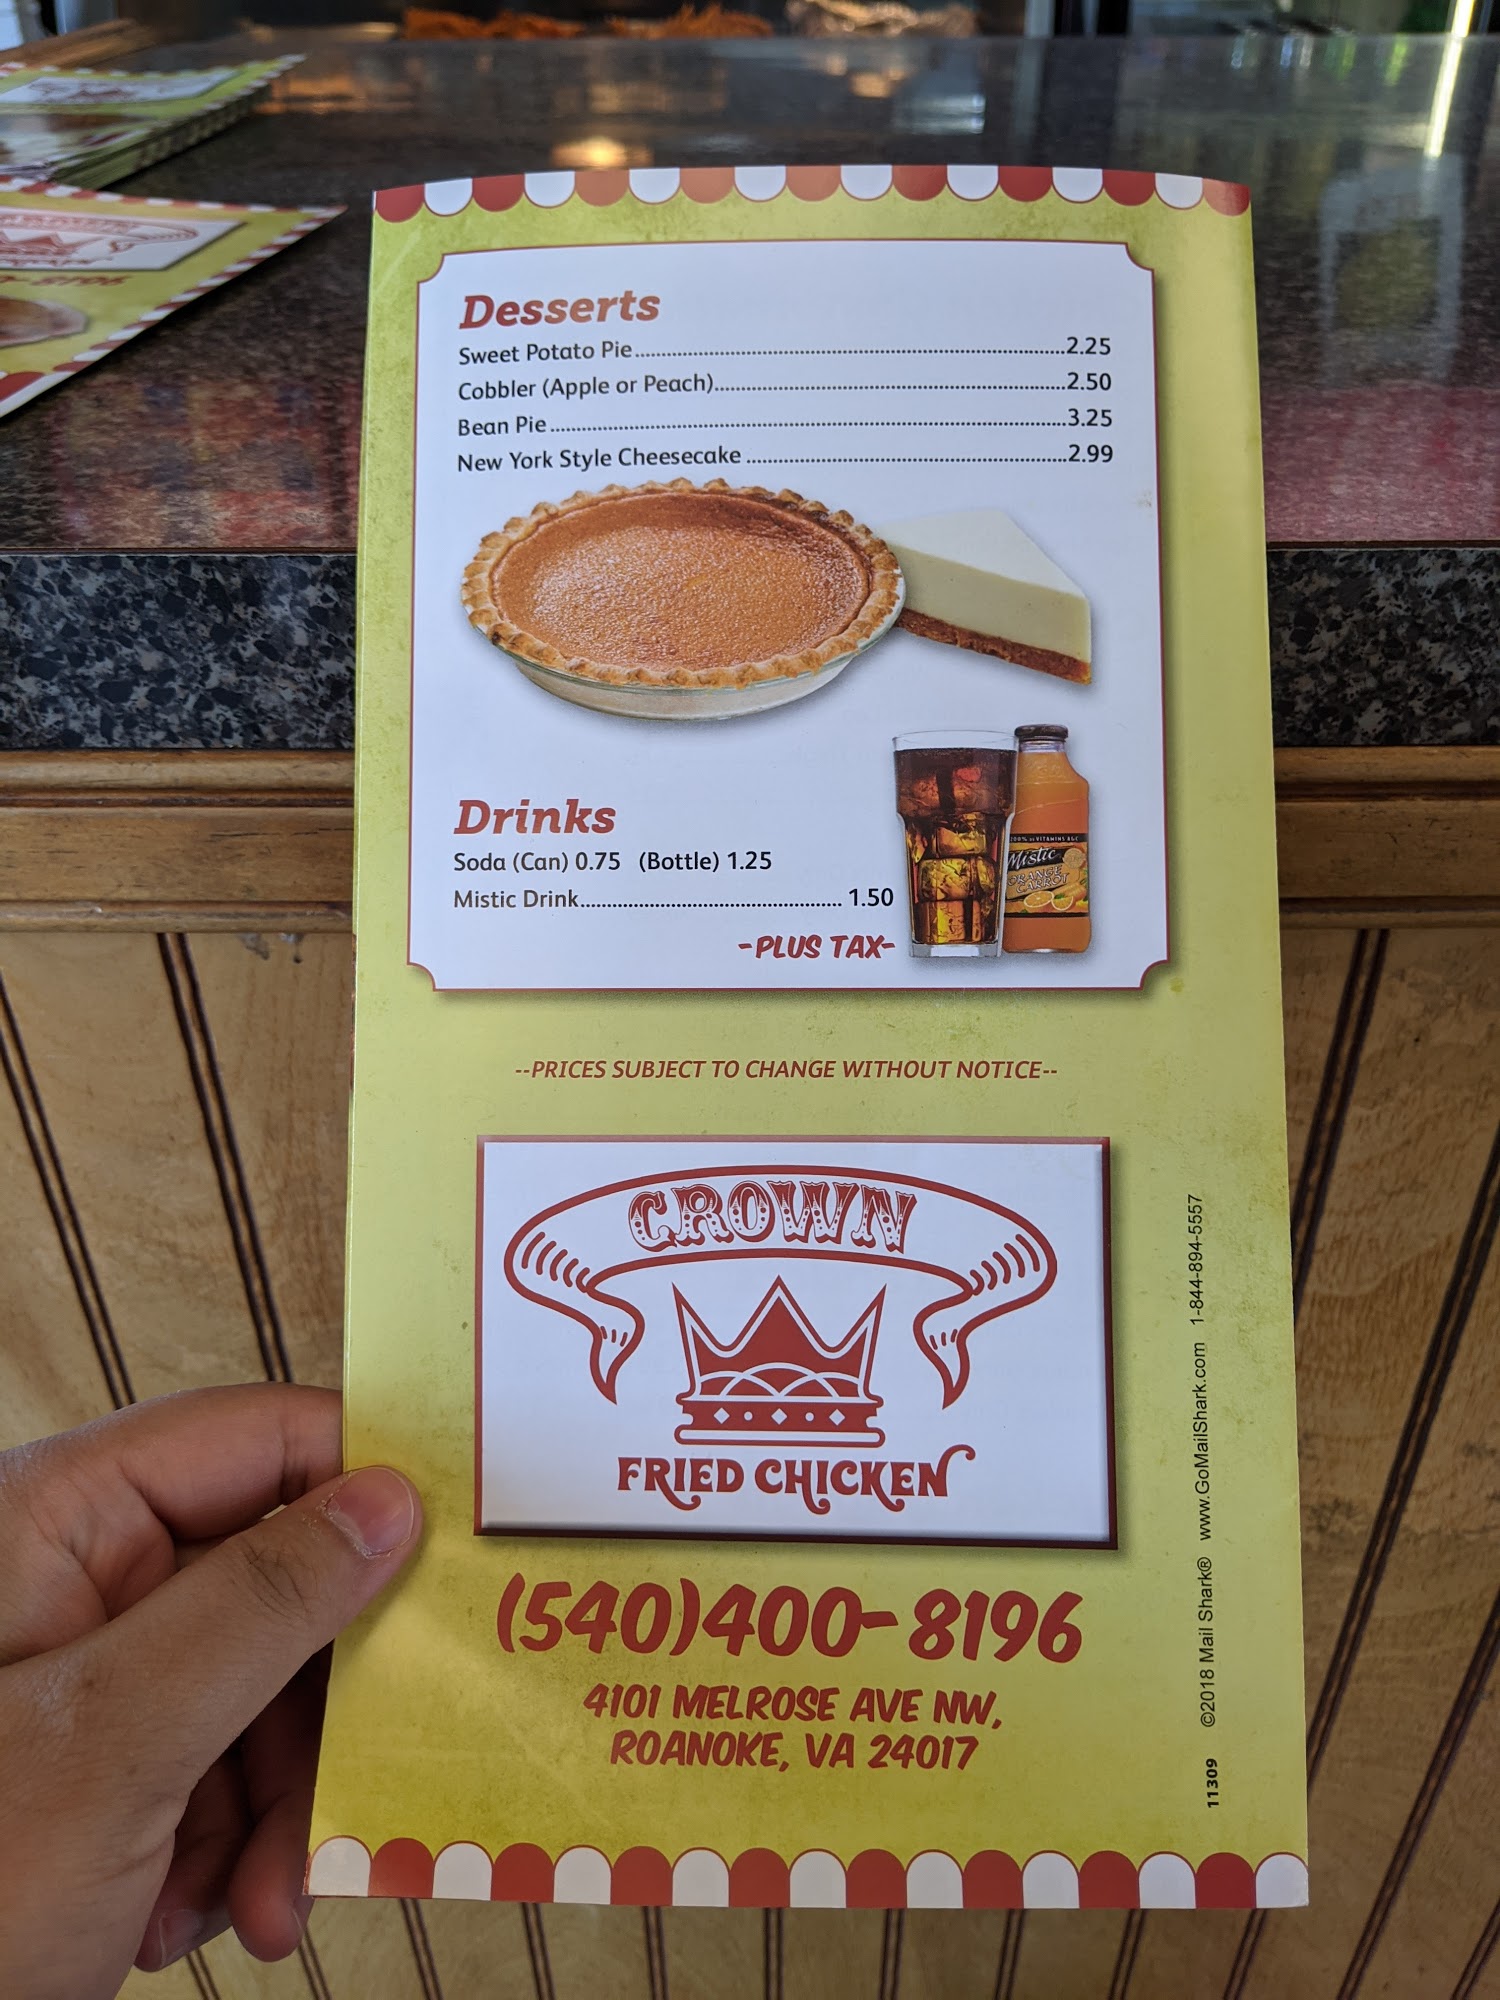 Desserts
Sweet Potato Pie..........2.25
Cobbler (Apple or Peach)..........2.50
Bean Pie..........3.25
New York Style Cheesecake..........2.99
Drinks
Soda (Can) 0.75 (Bottle) 1.25
Mistic Drink..........1.50
-PLUS TAX-
Mistic
ORANGE
CARROT
--PRICES SUBJECT TO CHANGE WITHOUT NOTICE--
CROWN
FRIED CHICKEN
(540)400-8196
4101 MELROSE AVE NW,
ROANOKE, VA 24017
11309 ©2018 Mail Shark® www.GoMailShark.com 1-844-894-5557
8196